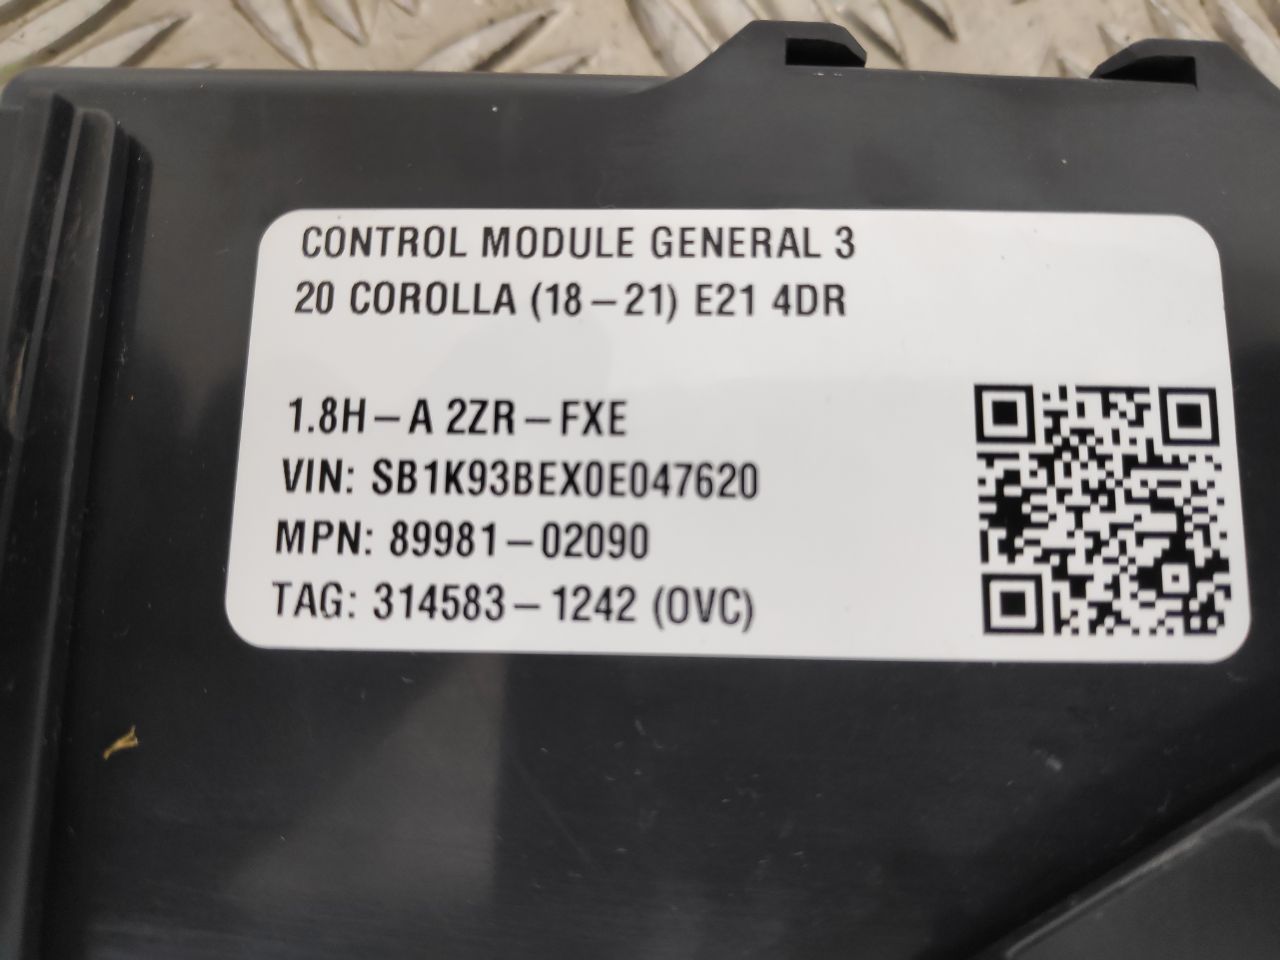 CONTROL MODULE GENERAL 3
20 COROLLA (18-21) E21 4DR
1.8H-A 2ZR-FXE
VIN: SB1K93BEX0E047620
MPN: 89981-02090
TAG: 314583-1242 (OVC)